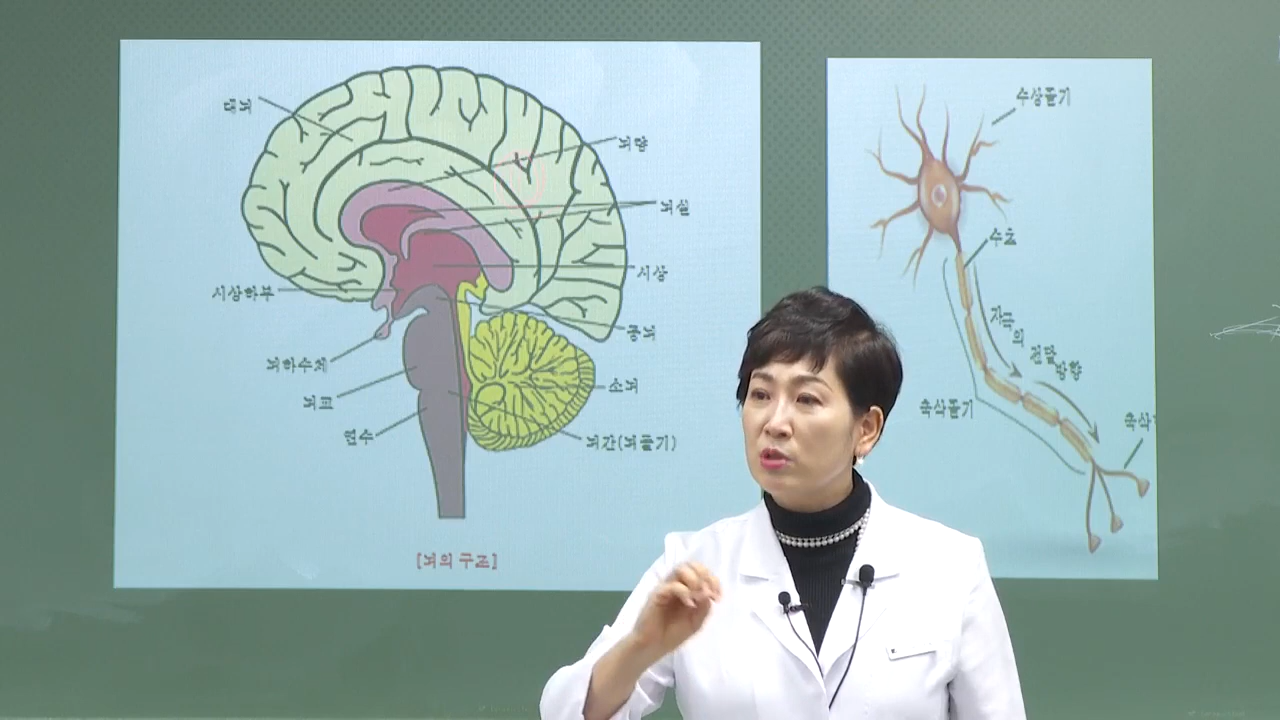 대뇌
뇌량
뇌실
시상
시상하부
중뇌
뇌하수체
소뇌
뇌교
연수
뇌간(뇌줄기)
[뇌의 구조]
수상돌기
수초
자극의 전달 방향
축삭돌기
축삭